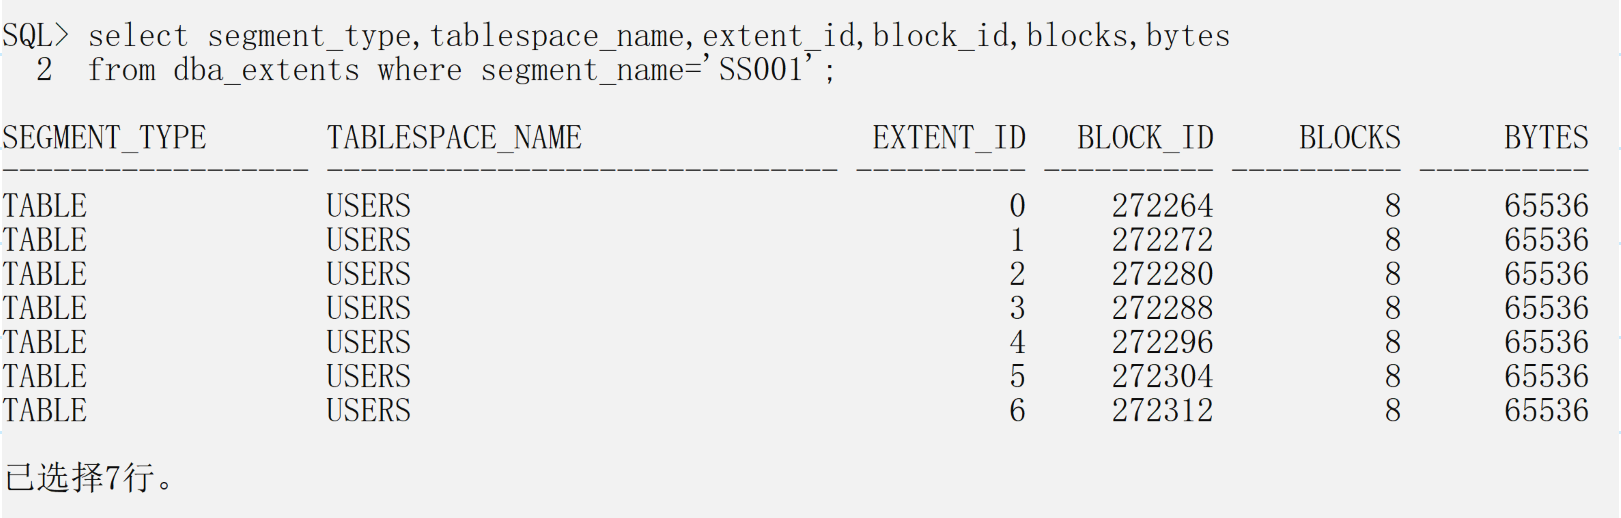 SQL> select segment_type,tablespace_name,extent_id,block_id,blocks,bytes
  2  from dba_extents where segment_name='SS001';
SEGMENT_TYPE       TABLESPACE_NAME                 EXTENT_ID   BLOCK_ID     BLOCKS      BYTES
------------------ ------------------------------ ---------- ---------- ---------- ----------
TABLE              USERS                                   0     272264          8      65536
TABLE              USERS                                   1     272272          8      65536
TABLE              USERS                                   2     272280          8      65536
TABLE              USERS                                   3     272288          8      65536
TABLE              USERS                                   4     272296          8      65536
TABLE              USERS                                   5     272304          8      65536
TABLE              USERS                                   6     272312          8      65536
已选择7行。